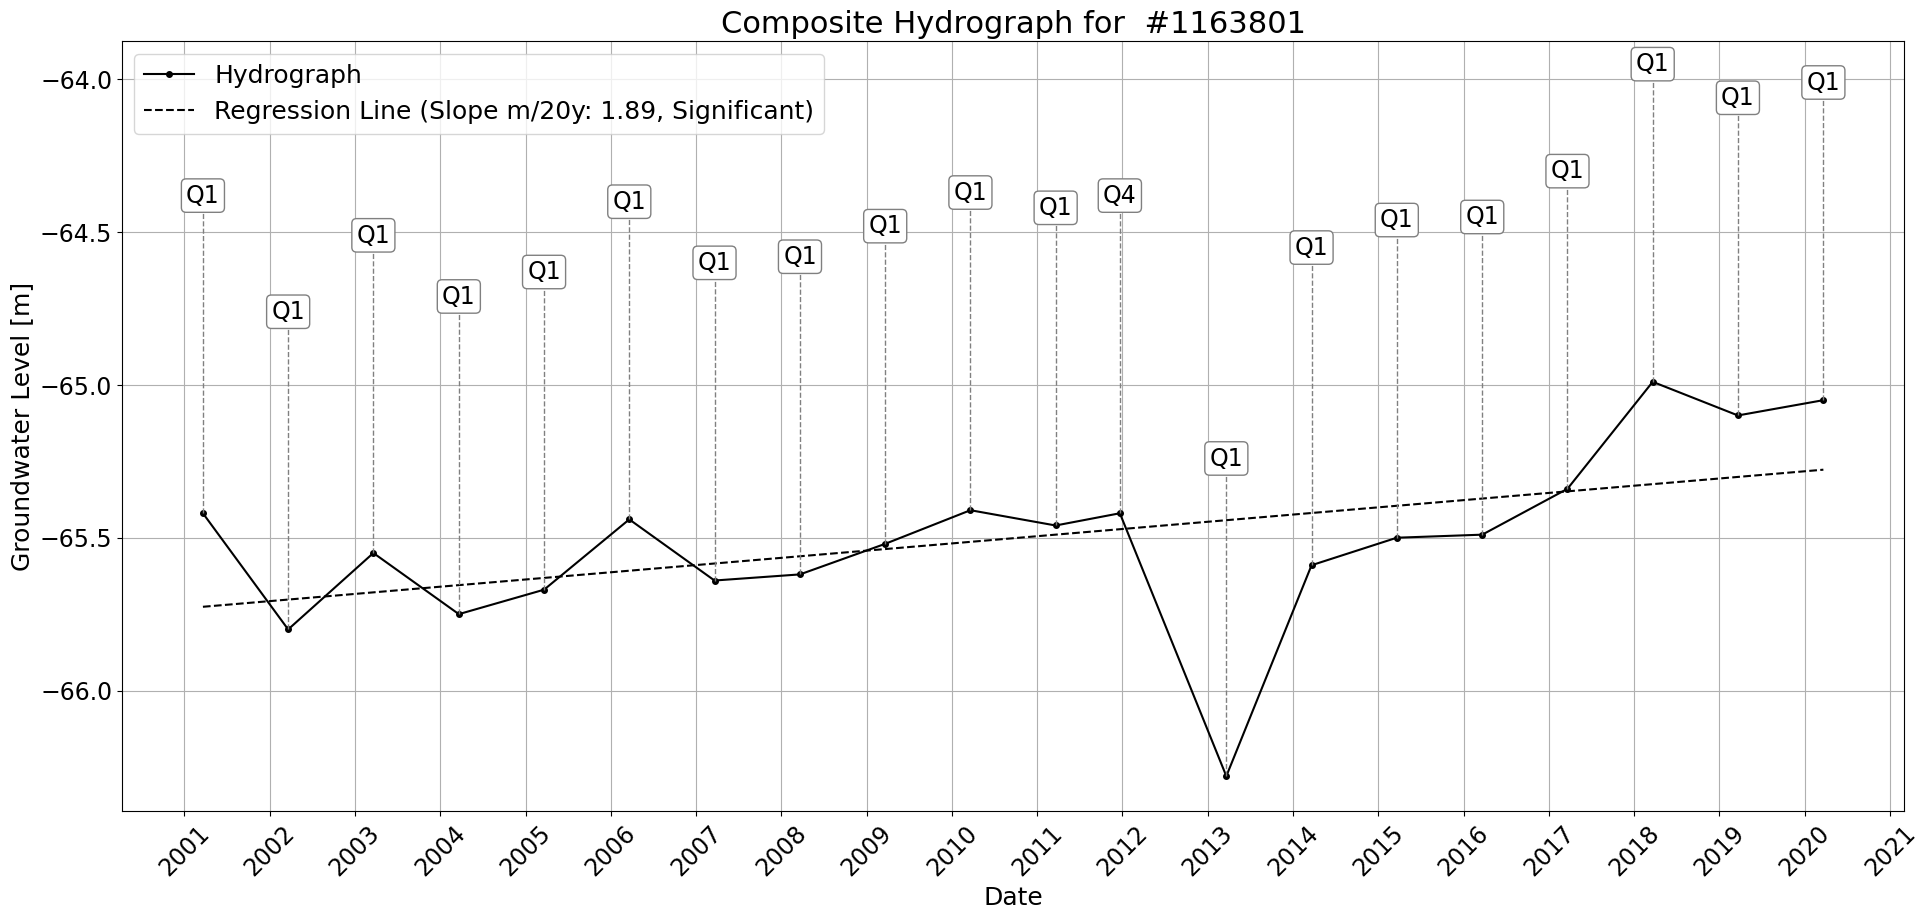 Composite Hydrograph for  #1163801
Hydrograph
Regression Line (Slope m/20y: 1.89, Significant)
Groundwater Level [m]
−64.0
−64.5
−65.0
−65.5
−66.0
Q1
Q1
Q1
Q1
Q1
Q1
Q1
Q1
Q1
Q1
Q1
Q4
Q1
Q1
Q1
Q1
Q1
Q1
Q1
Q1
2001
2002
2003
2004
2005
2006
2007
2008
2009
2010
2011
2012
2013
2014
2015
2016
2017
2018
2019
2020
2021
Date